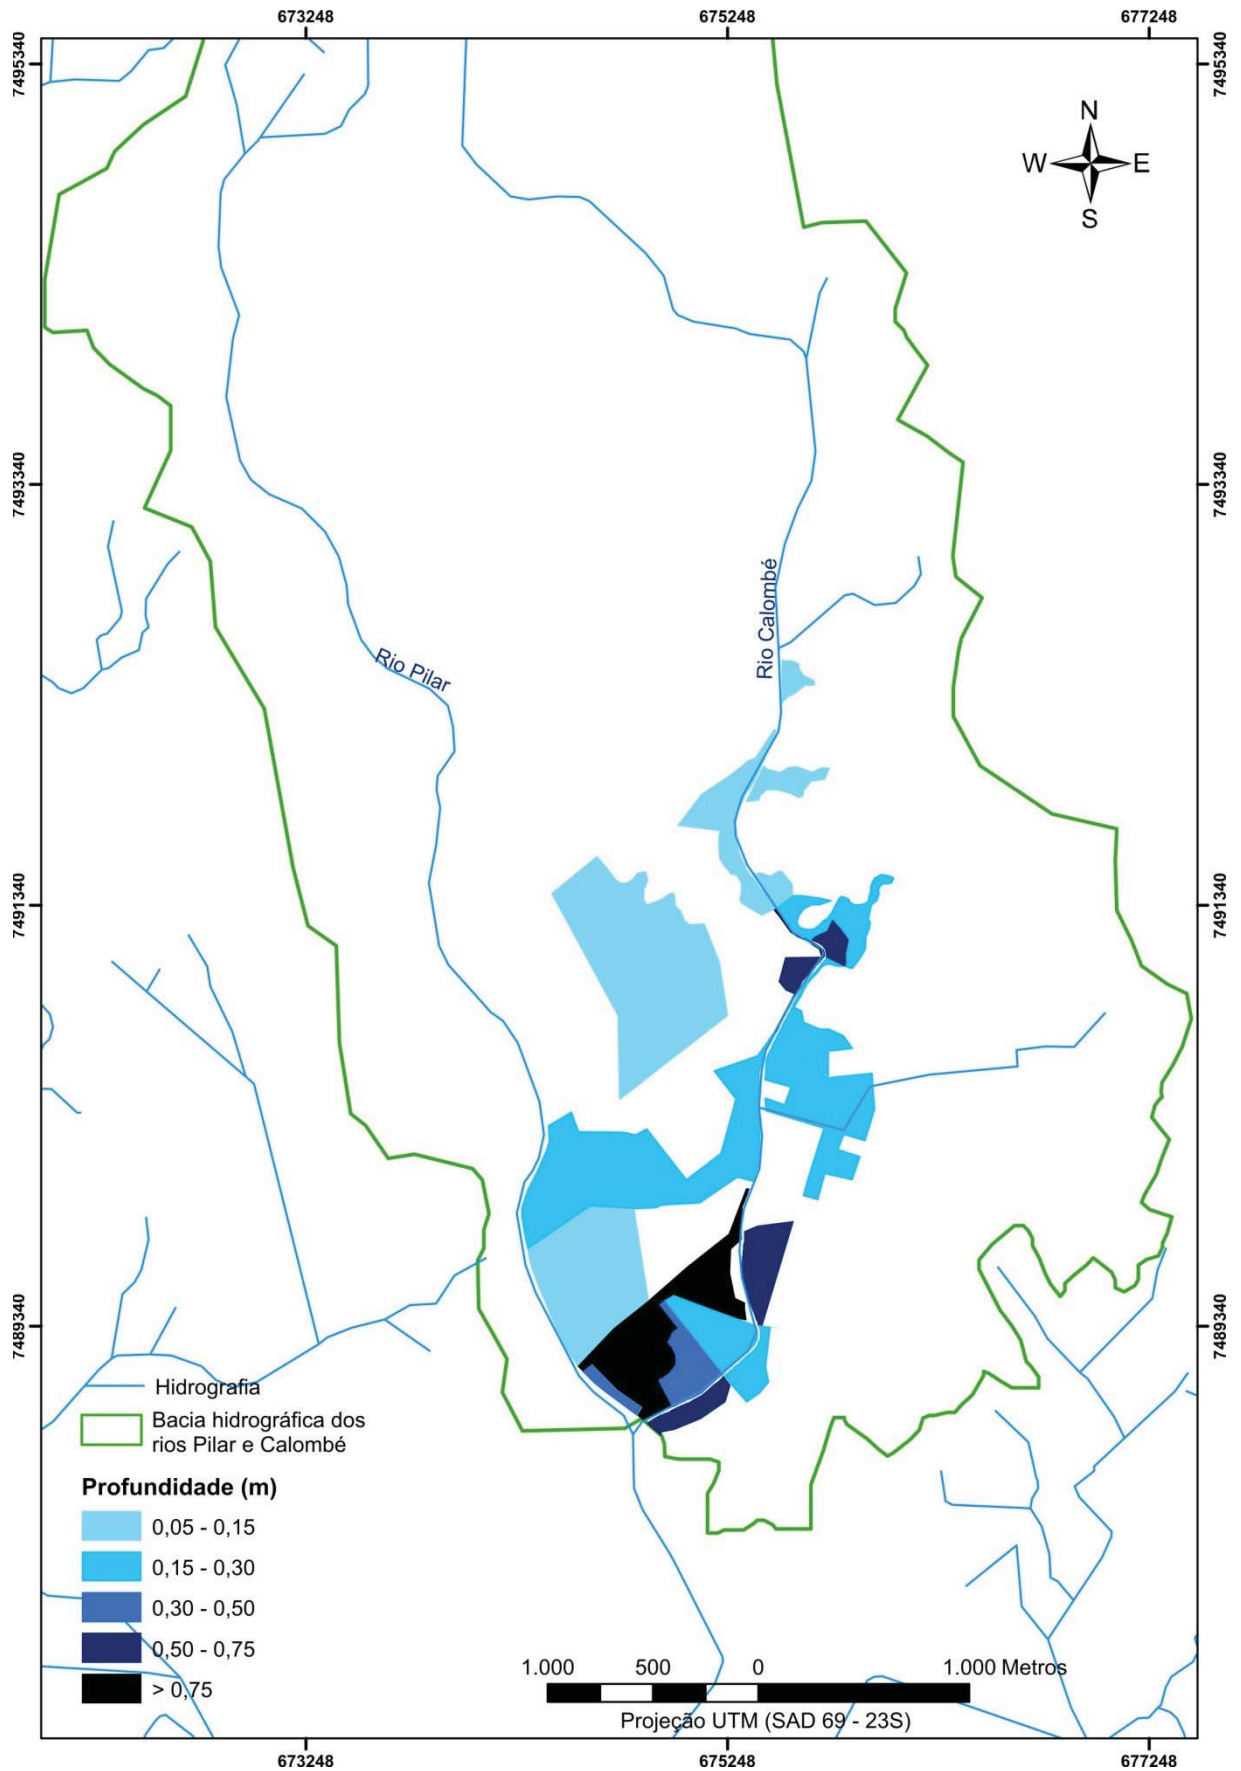 673248
675248
677248
7495340
7495340
N
W
E
S
7493340
7493340
Rio Calombé
Rio Pilar
7491340
7491340
7489340
7489340
Hidrografia
Bacia hidrográfica dos
rios Pilar e Calombé
Profundidade (m)
0,05 - 0,15
0,15 - 0,30
0,30 - 0,50
0,50 - 0,75
> 0,75
1.000 500 0 1.000 Metros
Projeção UTM (SAD 69 - 23S)
673248
675248
677248